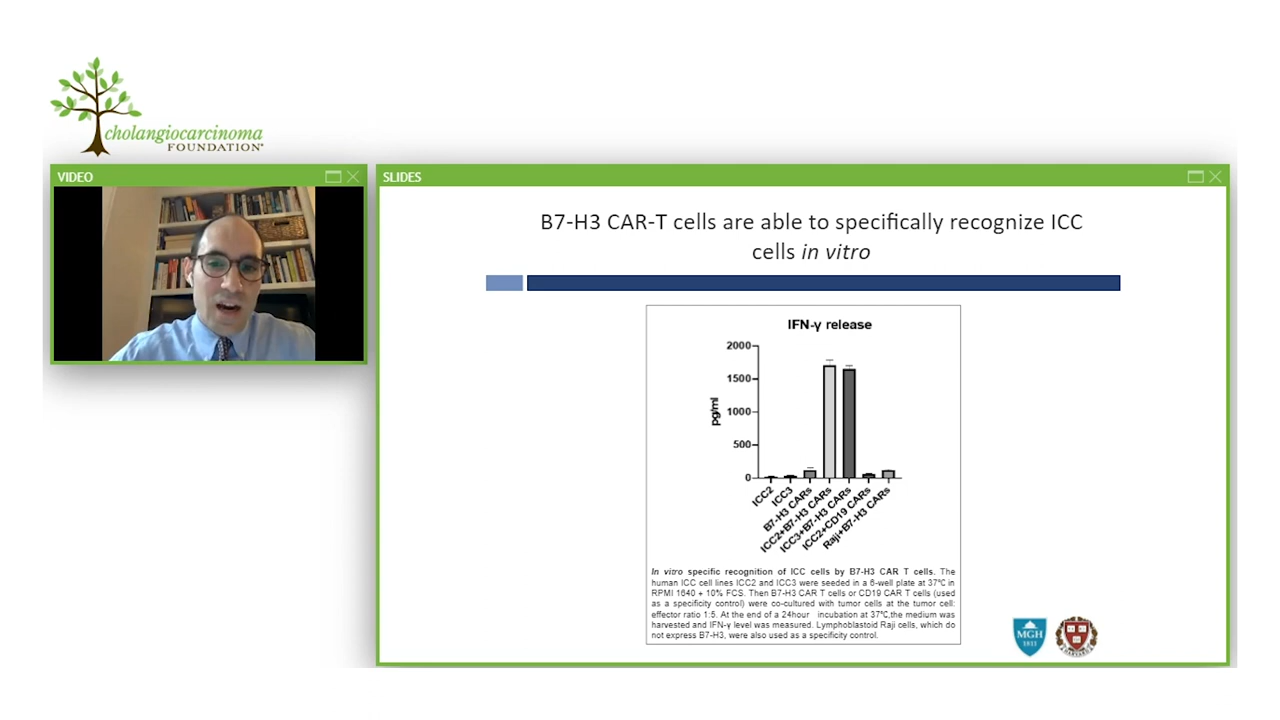 cholangiocarcinoma
FOUNDATION
VIDEO
SLIDES
B7-H3 CAR-T cells are able to specifically recognize ICC
cells in vitro
IFN-γ release
2000
1500
1000
500
0
pg/ml
ICC2
ICC3
B7-H3 CARs
ICC2+B7-H3 CARs
ICC3+B7-H3 CARs
ICC2+CD19 CARs
Raji+B7-H3 CARs
In vitro specific recognition of ICC cells by B7-H3 CAR T cells. The
human ICC cell lines ICC2 and ICC3 were seeded in a 6-well plate at 37℃ in
RPMI 1640 + 10% FCS. Then B7-H3 CAR T cells or CD19 CAR T cells (used
as a specificity control) were co-cultured with tumor cells at the tumor cell:
effector ratio 1:5. At the end of a 24hour incubation at 37℃,the medium was
harvested and IFN-γ level was measured. Lymphoblastoid Raji cells, which do
not express B7-H3, were also used as a specificity control.
MGH
1811
HARVARD